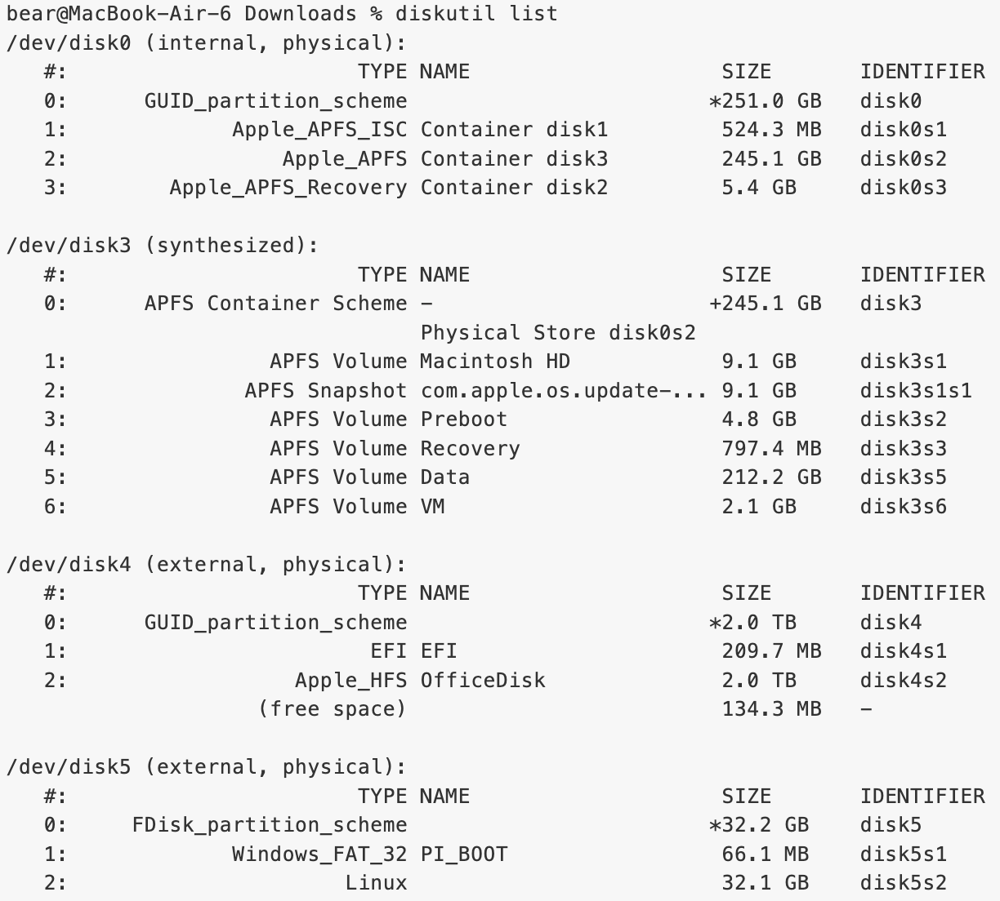 bear@MacBook-Air-6 Downloads % diskutil list
/dev/disk0 (internal, physical):
   #:                       TYPE NAME                    SIZE       IDENTIFIER
   0:      GUID_partition_scheme                        *251.0 GB   disk0
   1:             Apple_APFS_ISC Container disk1         524.3 MB   disk0s1
   2:                 Apple_APFS Container disk3         245.1 GB   disk0s2
   3:        Apple_APFS_Recovery Container disk2         5.4 GB     disk0s3

/dev/disk3 (synthesized):
   #:                       TYPE NAME                    SIZE       IDENTIFIER
   0:      APFS Container Scheme -                      +245.1 GB   disk3
                                 Physical Store disk0s2
   1:                APFS Volume Macintosh HD            9.1 GB     disk3s1
   2:              APFS Snapshot com.apple.os.update-... 9.1 GB     disk3s1s1
   3:                APFS Volume Preboot                 4.8 GB     disk3s2
   4:                APFS Volume Recovery                797.4 MB   disk3s3
   5:                APFS Volume Data                    212.2 GB   disk3s5
   6:                APFS Volume VM                      2.1 GB     disk3s6

/dev/disk4 (external, physical):
   #:                       TYPE NAME                    SIZE       IDENTIFIER
   0:      GUID_partition_scheme                        *2.0 TB     disk4
   1:                        EFI EFI                     209.7 MB   disk4s1
   2:                  Apple_HFS OfficeDisk              2.0 TB     disk4s2
                    (free space)                         134.3 MB   -

/dev/disk5 (external, physical):
   #:                       TYPE NAME                    SIZE       IDENTIFIER
   0:     FDisk_partition_scheme                        *32.2 GB    disk5
   1:             Windows_FAT_32 PI_BOOT                 66.1 MB    disk5s1
   2:                      Linux                         32.1 GB    disk5s2